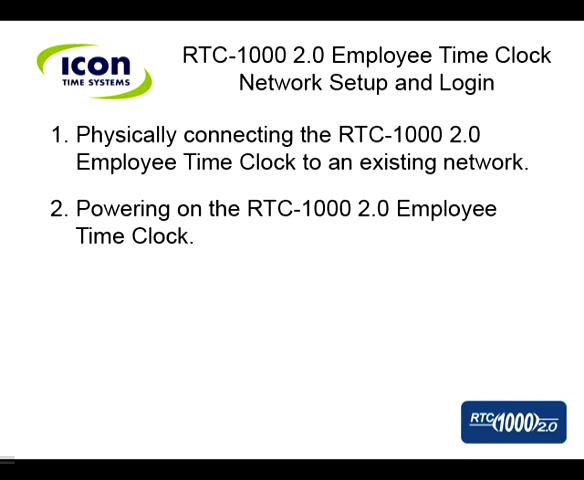 icon
TIME SYSTEMS
RTC-1000 2.0 Employee Time Clock
Network Setup and Login
1. Physically connecting the RTC-1000 2.0
Employee Time Clock to an existing network.
2. Powering on the RTC-1000 2.0 Employee
Time Clock.
RTC(1000)2.0